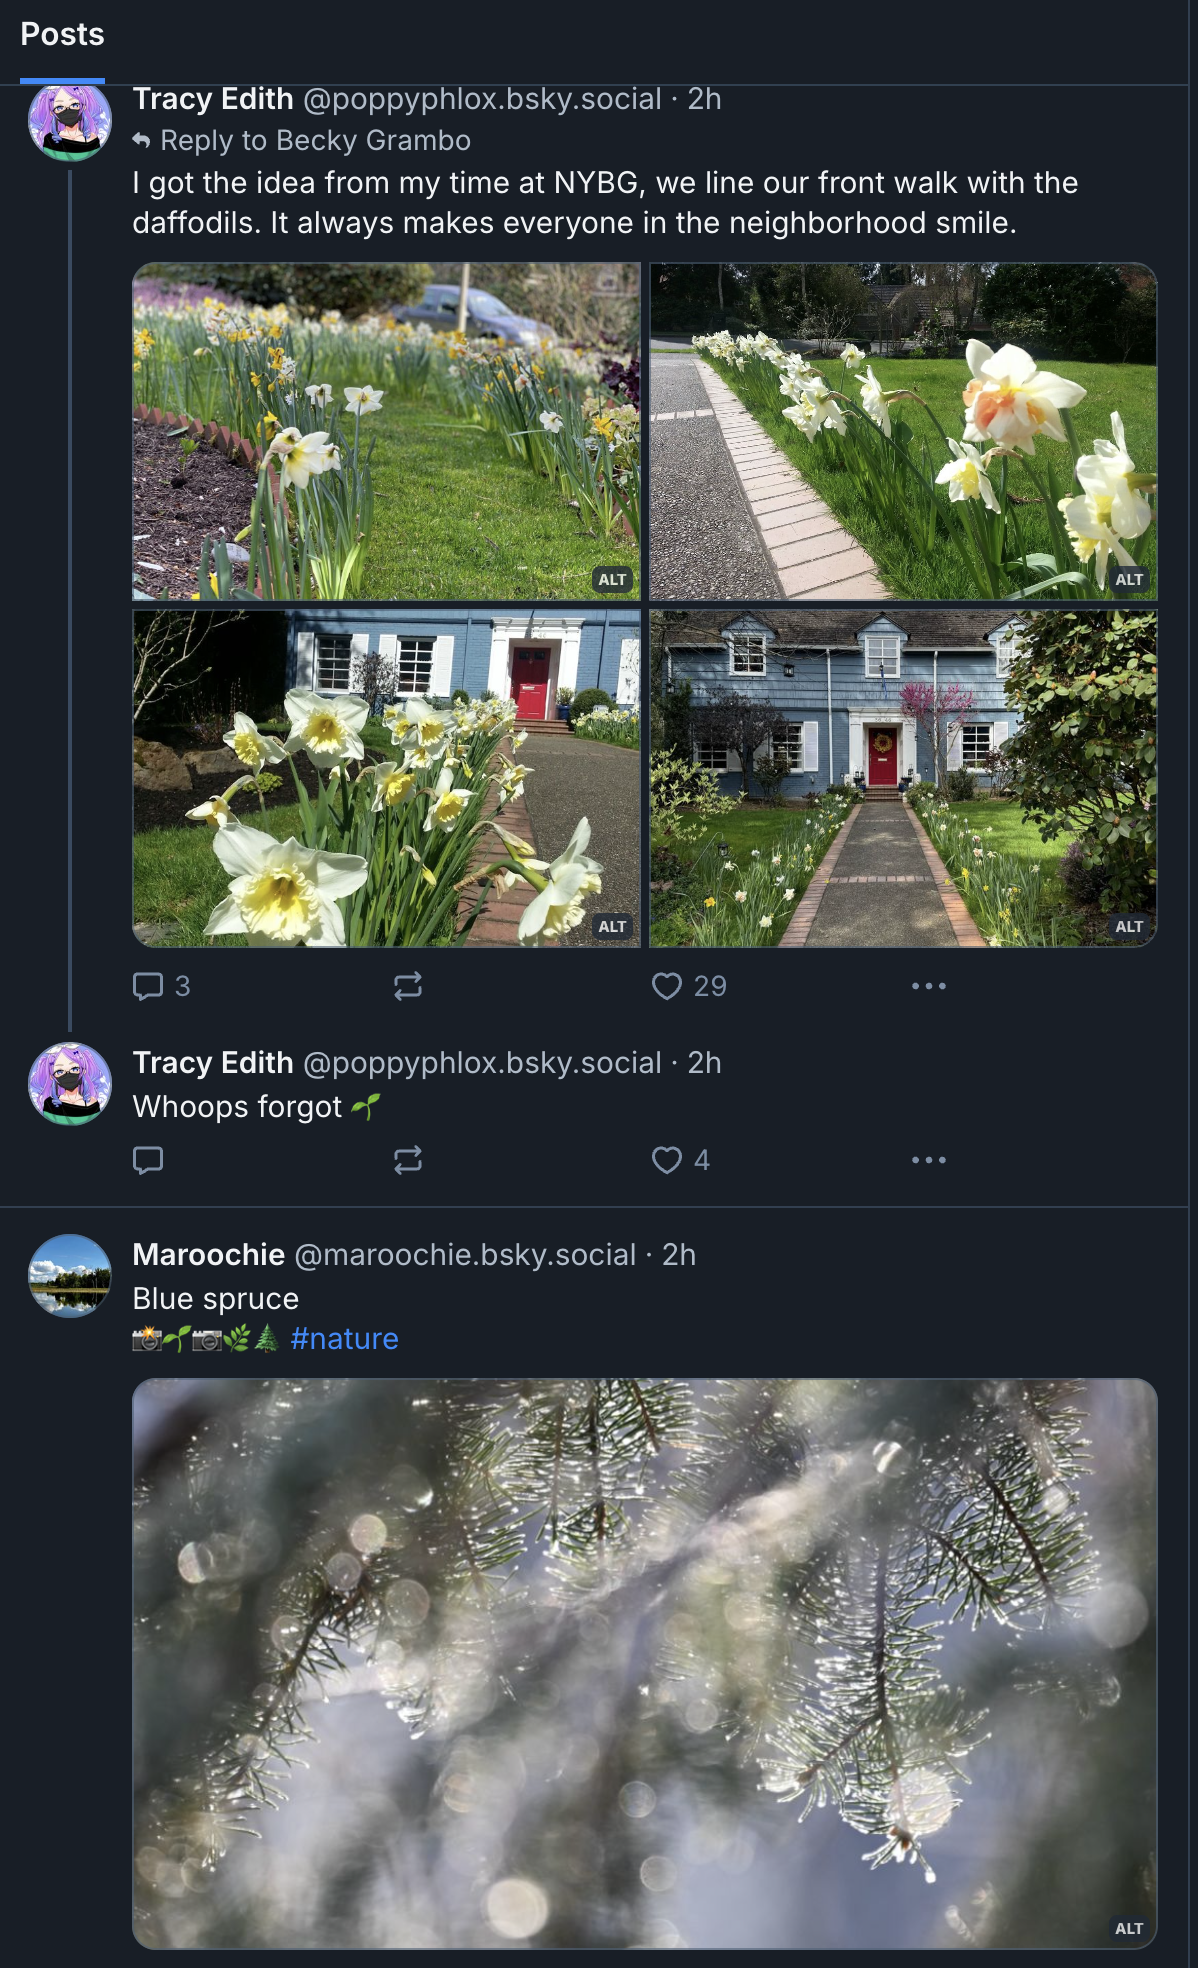 Posts
Tracy Edith @poppyphlox.bsky.social · 2h
Reply to Becky Grambo
I got the idea from my time at NYBG, we line our front walk with the
daffodils. It always makes everyone in the neighborhood smile.
ALT
ALT
ALT
ALT
3
29
Tracy Edith @poppyphlox.bsky.social · 2h
Whoops forgot 🌱
4
Maroochie @maroochie.bsky.social · 2h
Blue spruce
📸🌱📷🌿🌲 #nature
ALT